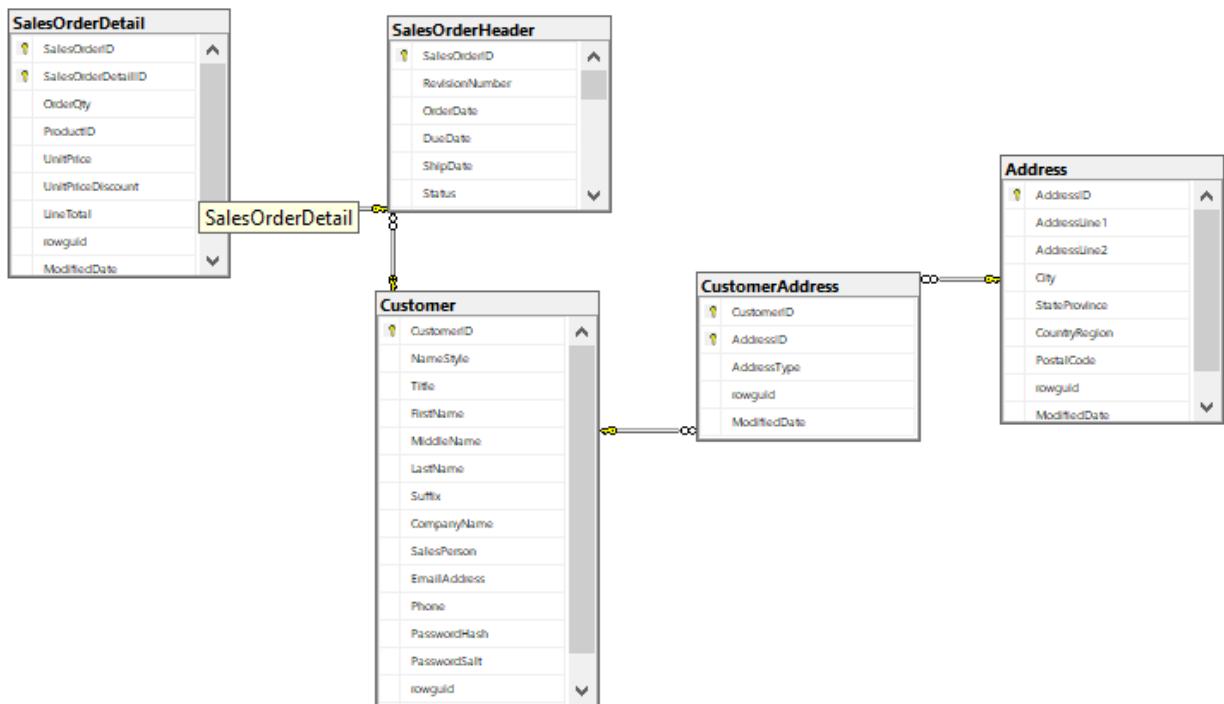 SalesOrderDetail
SalesOrderID
SalesOrderDetailID
OrderQty
ProductID
UnitPrice
UnitPriceDiscount
LineTotal
rowguid
ModifiedDate
SalesOrderDetail
SalesOrderHeader
SalesOrderID
RevisionNumber
OrderDate
DueDate
ShipDate
Status
Customer
CustomerID
NameStyle
Title
FirstName
MiddleName
LastName
Suffix
CompanyName
SalesPerson
EmailAddress
Phone
PasswordHash
PasswordSalt
rowguid
CustomerAddress
CustomerID
AddressID
AddressType
rowguid
ModifiedDate
Address
AddressID
AddressLine1
AddressLine2
City
StateProvince
CountryRegion
PostalCode
rowguid
ModifiedDate